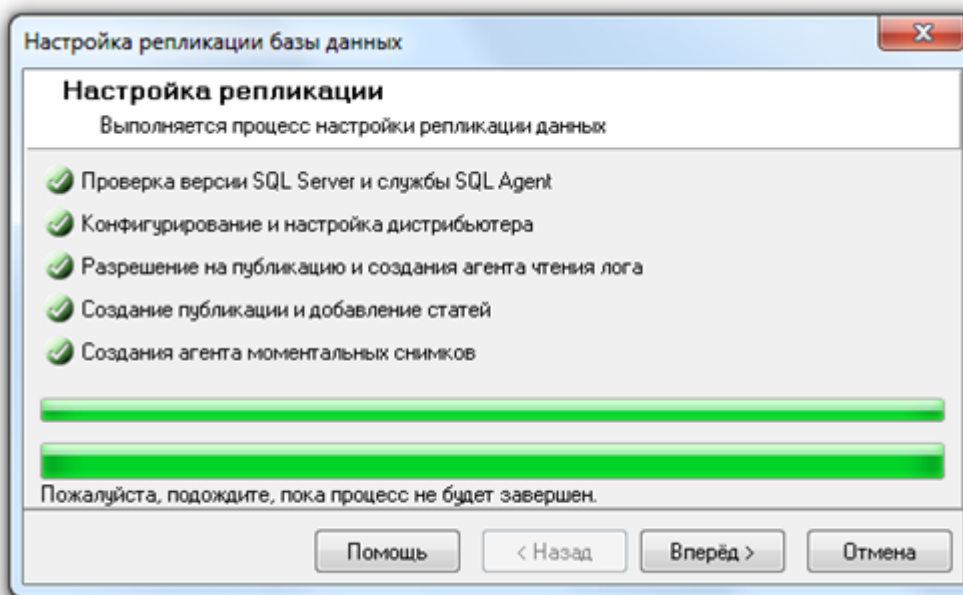 Настройка репликации базы данных
Настройка репликации
Выполняется процесс настройки репликации данных
Проверка версии SQL Server и службы SQL Agent
Конфигурирование и настройка дистрибьютера
Разрешение на публикацию и создания агента чтения лога
Создание публикации и добавление статей
Создания агента моментальных снимков
Пожалуйста, подождите, пока процесс не будет завершен.
Помощь
< Назад
Вперёд >
Отмена